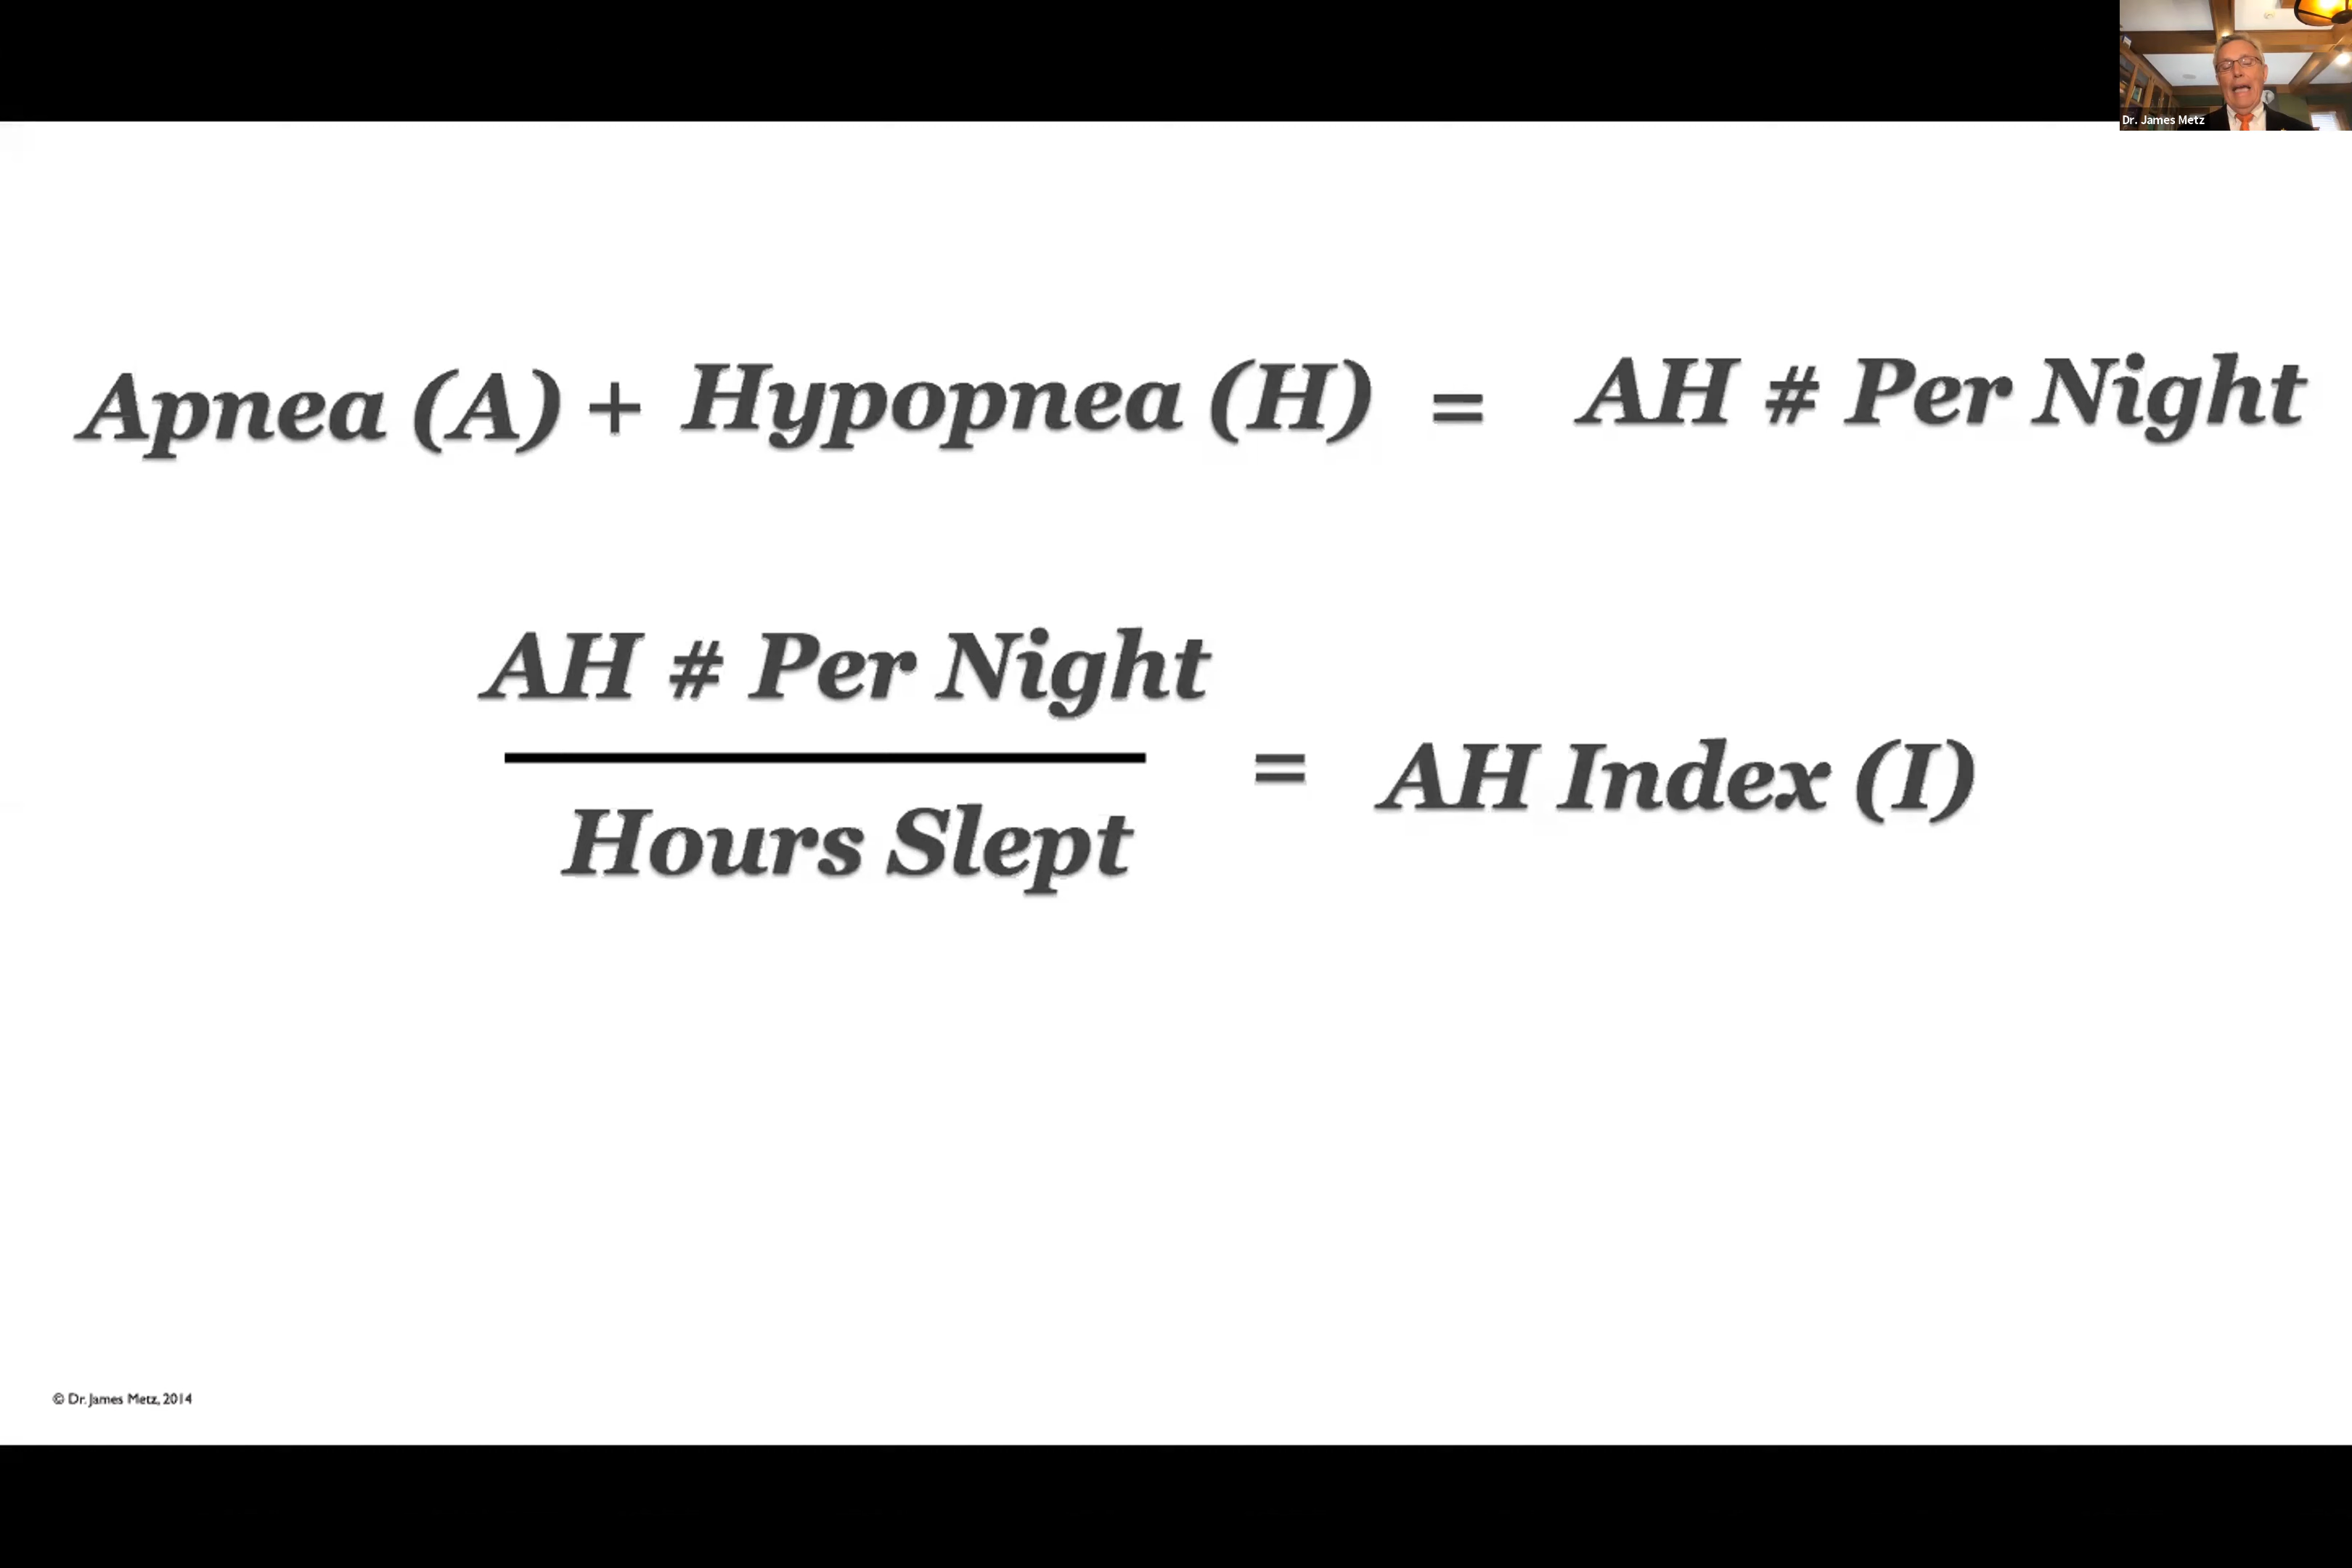 Dr. James Metz
Apnea (A) + Hypopnea (H) = AH # Per Night
AH # Per Night
= AH Index (I)
Hours Slept
© Dr. James Metz, 2014